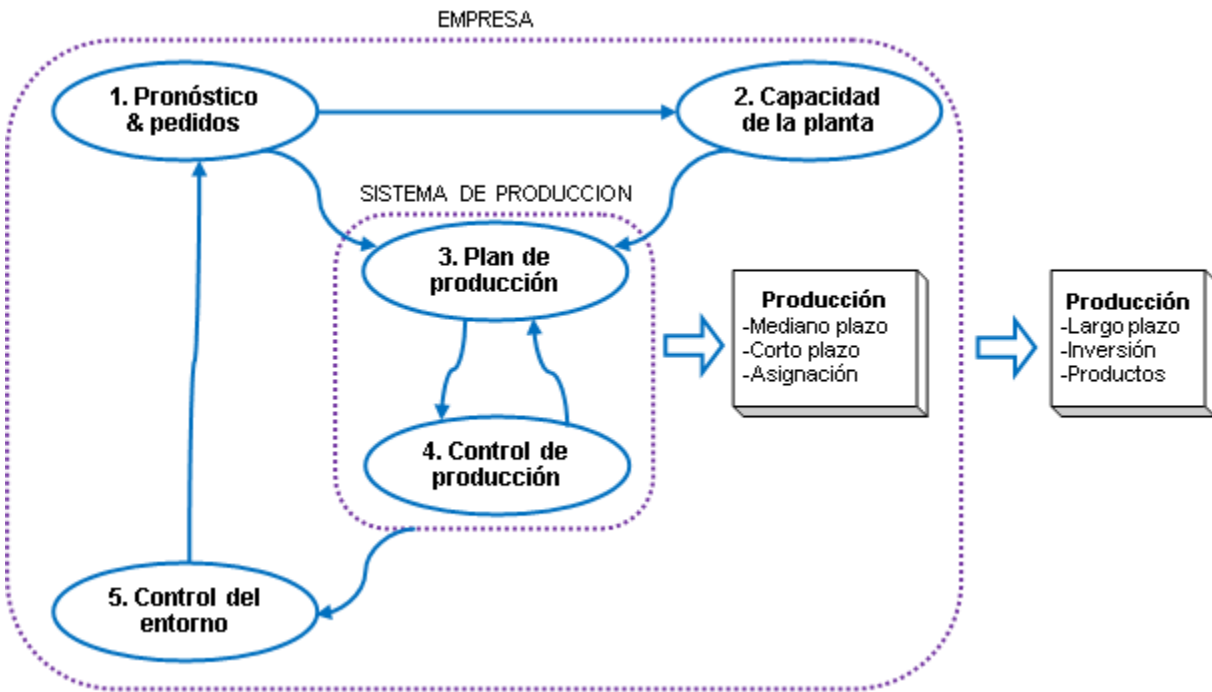 EMPRESA
1. Pronóstico
& pedidos
2. Capacidad
de la planta
SISTEMA DE PRODUCCION
3. Plan de
producción
Producción
-Mediano plazo
-Corto plazo
-Asignación
Producción
-Largo plazo
-Inversión
-Productos
4. Control de
producción
5. Control del
entorno